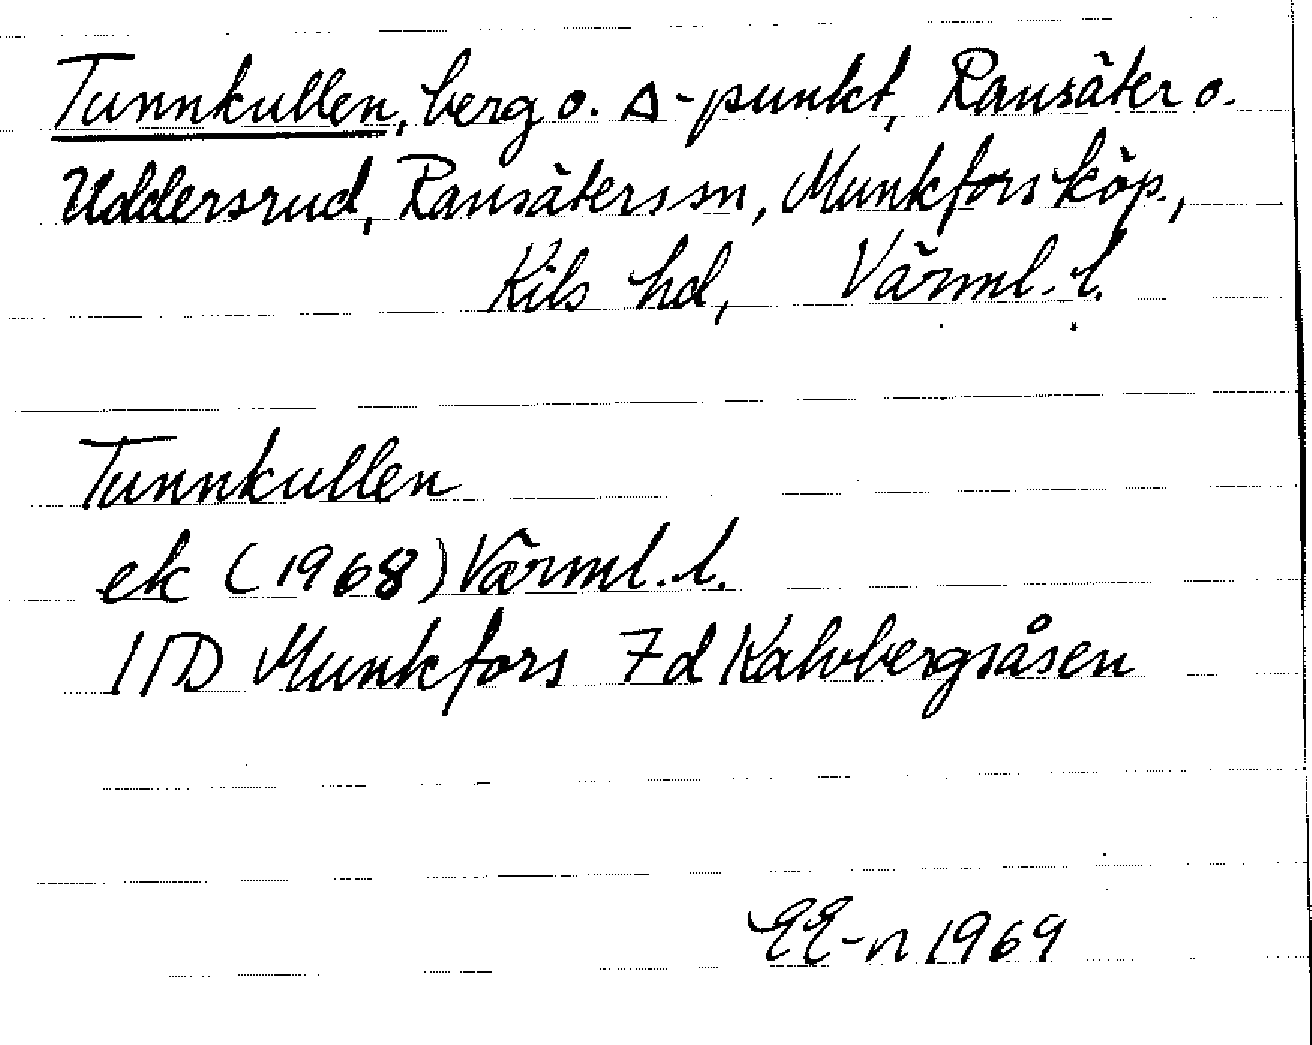 Tunnkullen, berg o. △-punkt, Ransäter o.
Uddersrud, Ransäters sn, Munkfors köp.,
Kils hd, Värml. l.
Tunnkullen
ek (1968) Värml. l.
11D Munkfors 7d Kalvbergsåsen
EE-n 1969